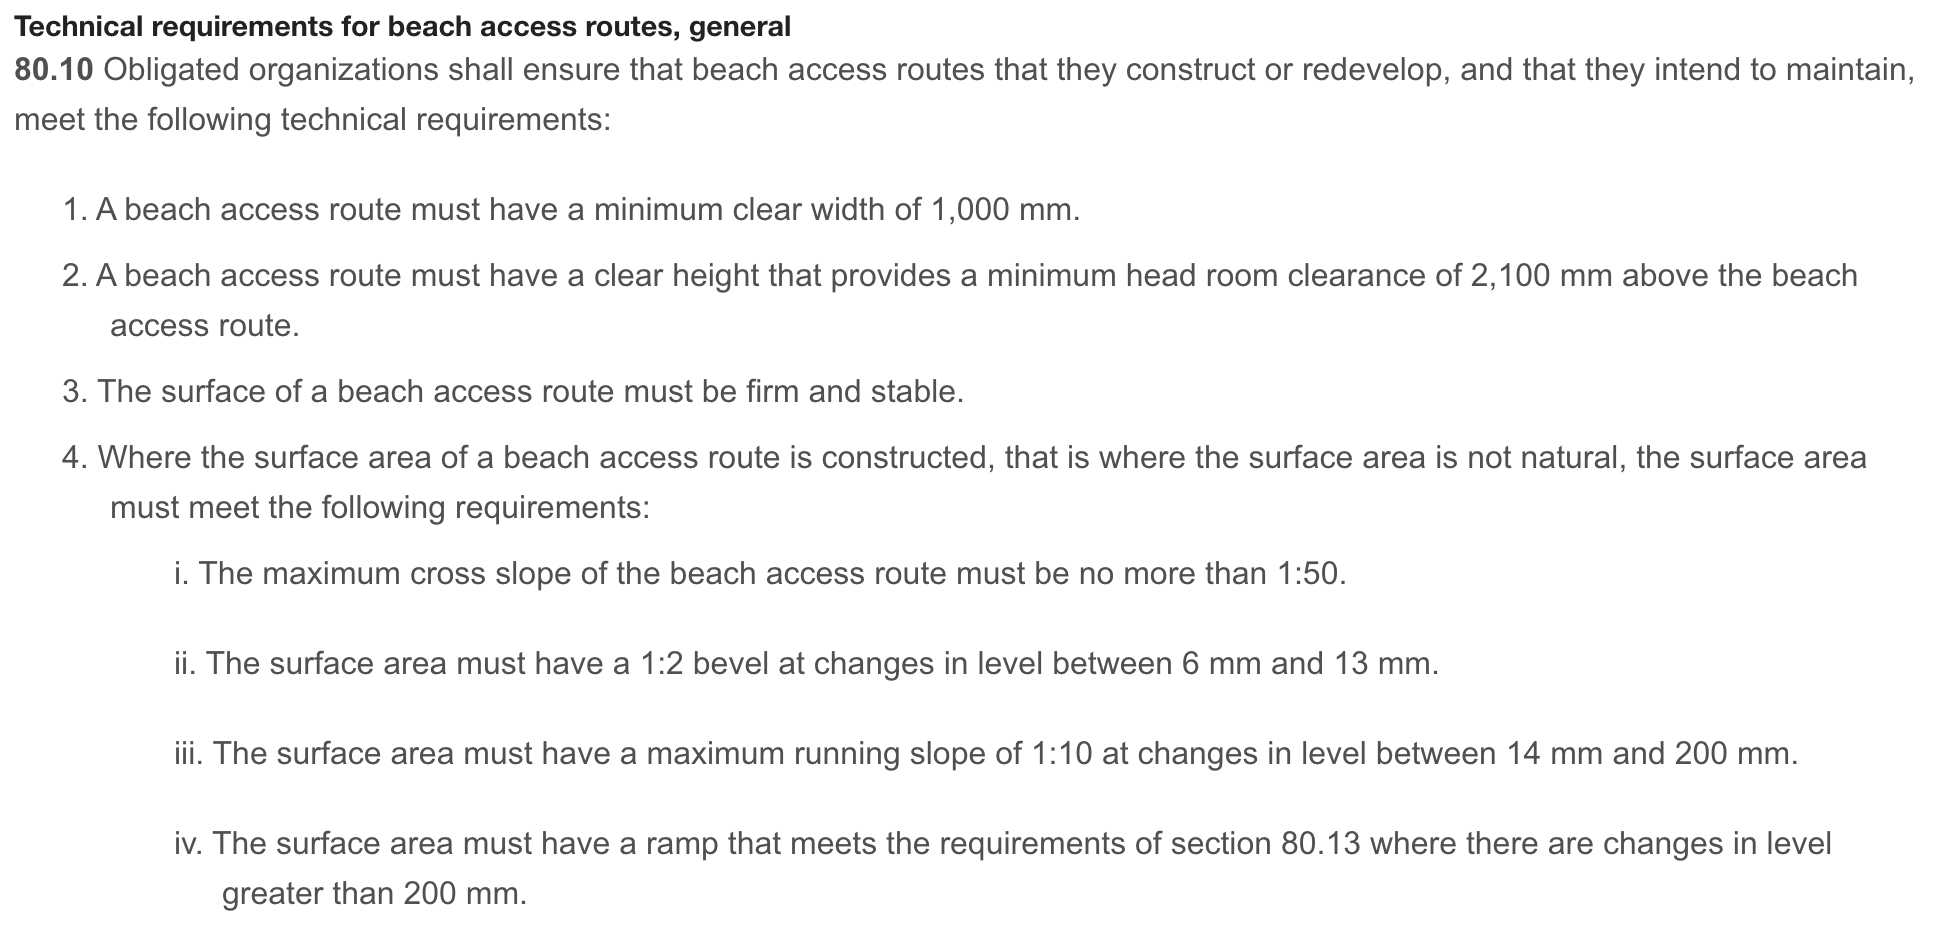 Technical requirements for beach access routes, general
80.10 Obligated organizations shall ensure that beach access routes that they construct or redevelop, and that they intend to maintain,
meet the following technical requirements:
1. A beach access route must have a minimum clear width of 1,000 mm.
2. A beach access route must have a clear height that provides a minimum head room clearance of 2,100 mm above the beach
access route.
3. The surface of a beach access route must be firm and stable.
4. Where the surface area of a beach access route is constructed, that is where the surface area is not natural, the surface area
must meet the following requirements:
i. The maximum cross slope of the beach access route must be no more than 1:50.
ii. The surface area must have a 1:2 bevel at changes in level between 6 mm and 13 mm.
iii. The surface area must have a maximum running slope of 1:10 at changes in level between 14 mm and 200 mm.
iv. The surface area must have a ramp that meets the requirements of section 80.13 where there are changes in level
greater than 200 mm.